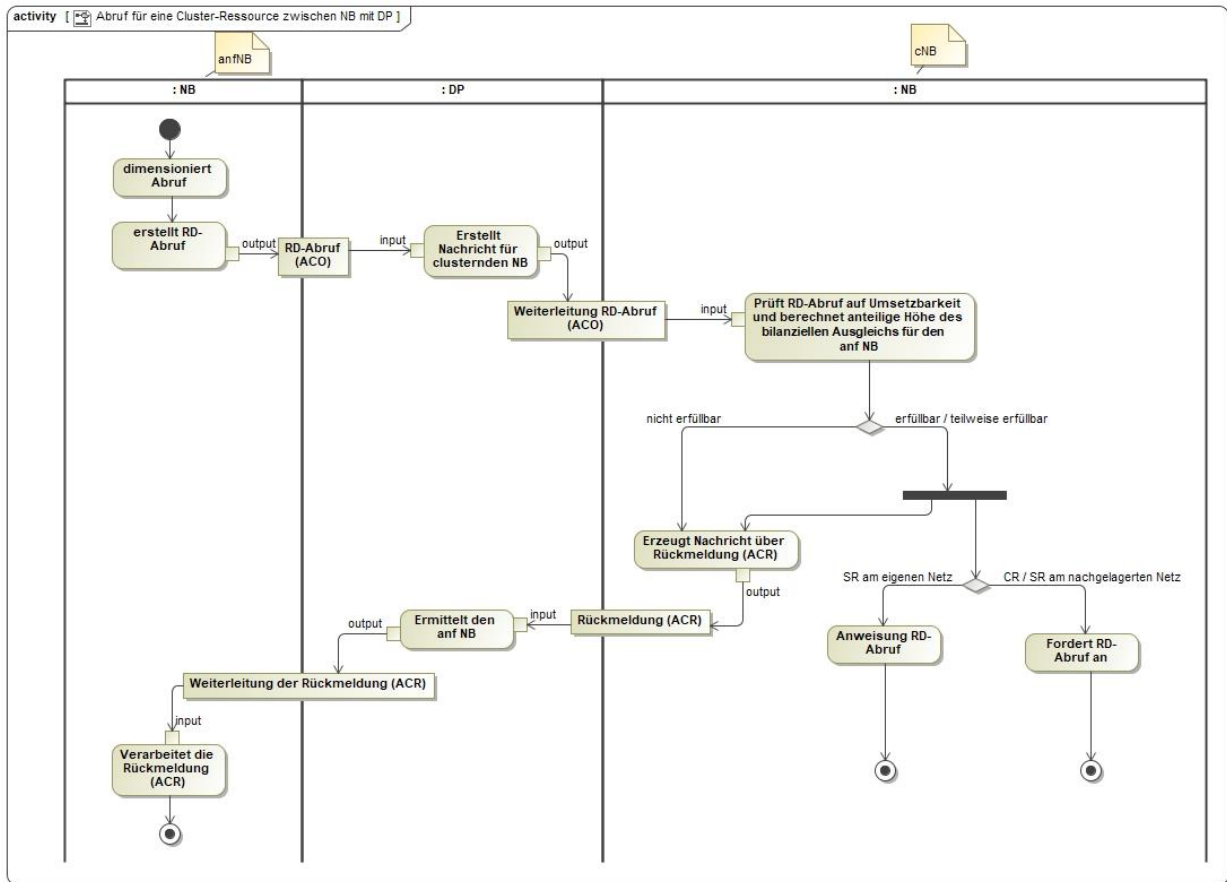 activity [ Abruf für eine Cluster-Ressource zwischen NB mit DP ]
anfNB
cNB
: NB
: DP
: NB
dimensioniert
Abruf
erstellt RD-
Abruf
output
RD-Abruf
(ACO)
input
Erstellt
Nachricht für
clusternden NB
output
Weiterleitung RD-Abruf
(ACO)
input
Prüft RD-Abruf auf Umsetzbarkeit
und berechnet anteilige Höhe des
bilanziellen Ausgleichs für den
anf NB
nicht erfüllbar
erfüllbar / teilweise erfüllbar
Erzeugt Nachricht über
Rückmeldung (ACR)
output
SR am eigenen Netz
CR / SR am nachgelagerten Netz
Anweisung RD-
Abruf
Fordert RD-
Abruf an
Rückmeldung (ACR)
input
Ermittelt den
anf NB
output
Weiterleitung der Rückmeldung (ACR)
input
Verarbeitet die
Rückmeldung
(ACR)